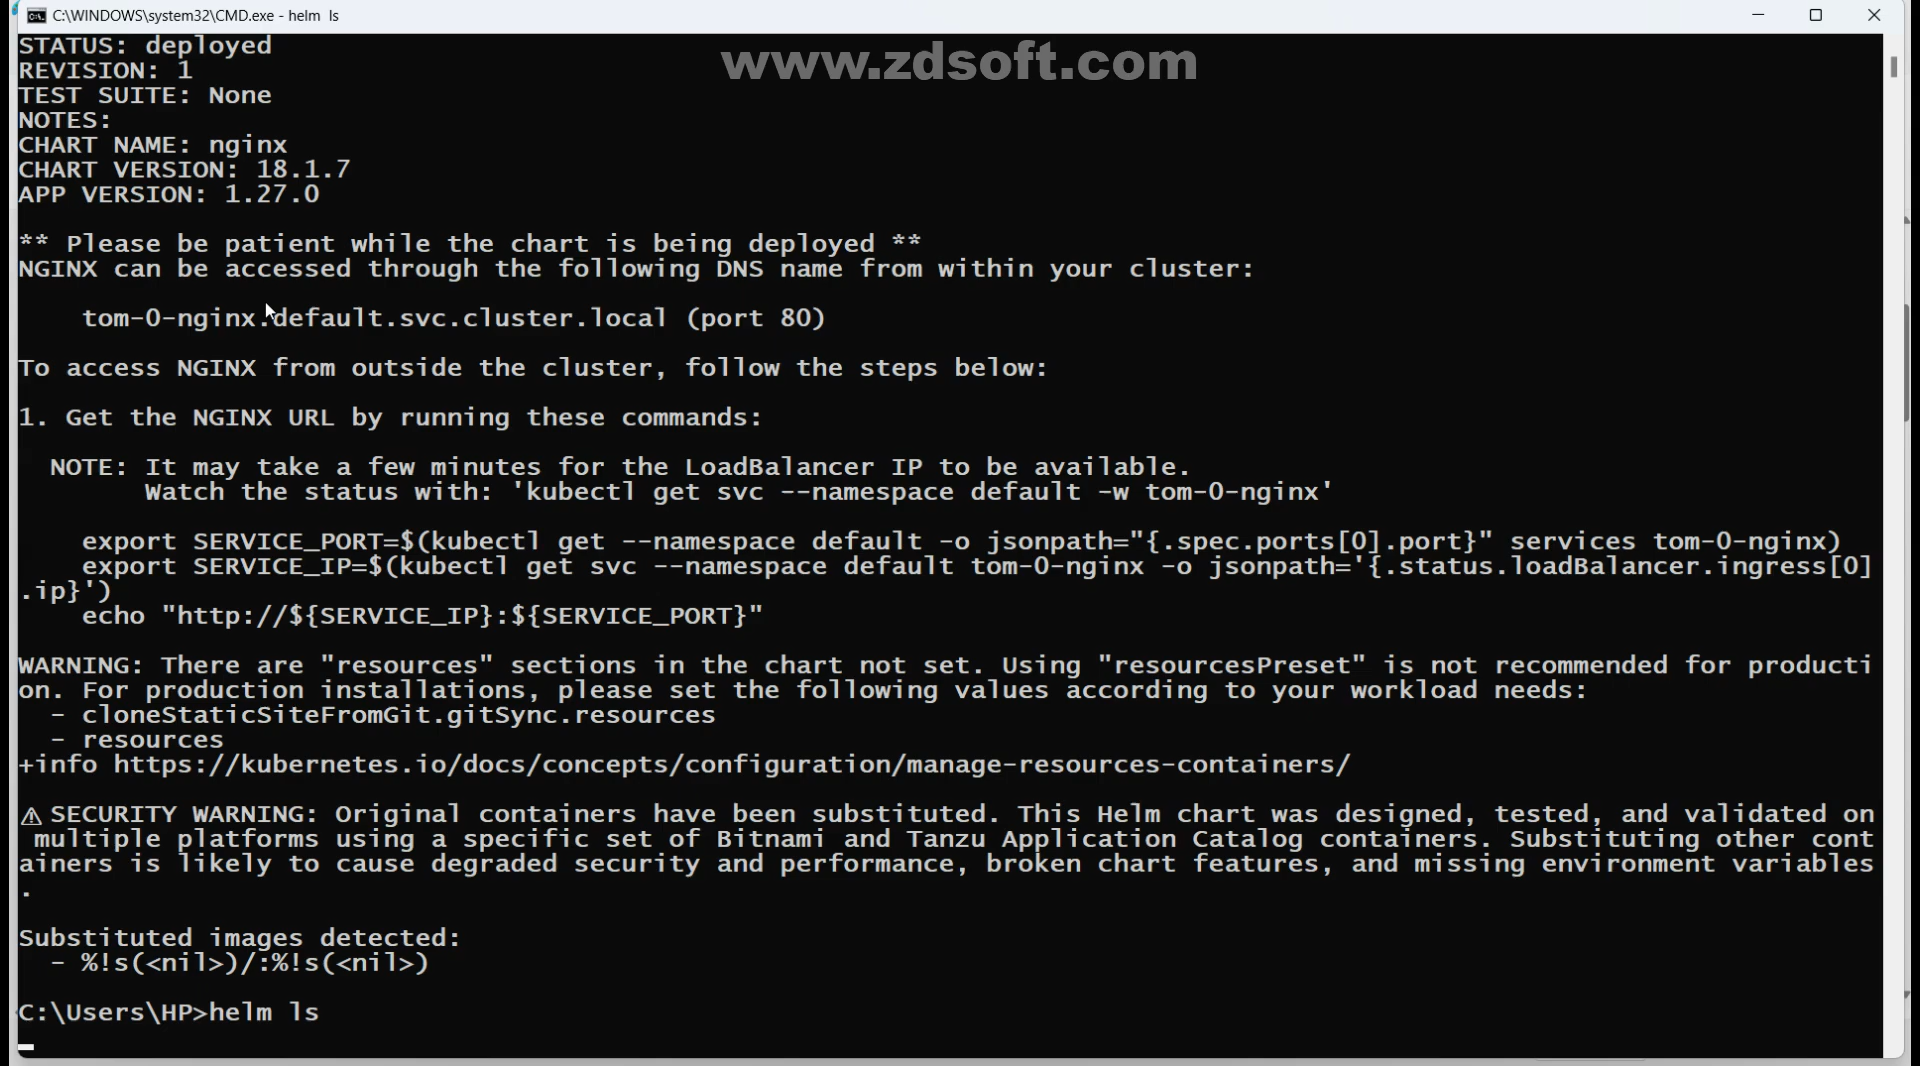 C:\WINDOWS\system32\CMD.exe - helm ls
www.zdsoft.com
STATUS: deployed
REVISION: 1
TEST SUITE: None
NOTES:
CHART NAME: nginx
CHART VERSION: 18.1.7
APP VERSION: 1.27.0
** Please be patient while the chart is being deployed **
NGINX can be accessed through the following DNS name from within your cluster:
tom-0-nginx.default.svc.cluster.local (port 80)
To access NGINX from outside the cluster, follow the steps below:
1. Get the NGINX URL by running these commands:
NOTE: It may take a few minutes for the LoadBalancer IP to be available.
Watch the status with: 'kubectl get svc --namespace default -w tom-0-nginx'
export SERVICE_PORT=$(kubectl get --namespace default -o jsonpath="{.spec.ports[0].port}" services tom-0-nginx)
export SERVICE_IP=$(kubectl get svc --namespace default tom-0-nginx -o jsonpath='{.status.loadBalancer.ingress[0]
.ip}')
echo "http://${SERVICE_IP}:${SERVICE_PORT}"
WARNING: There are "resources" sections in the chart not set. Using "resourcesPreset" is not recommended for producti
on. For production installations, please set the following values according to your workload needs:
- cloneStaticSiteFromGit.gitSync.resources
- resources
+info https://kubernetes.io/docs/concepts/configuration/manage-resources-containers/
⚠ SECURITY WARNING: Original containers have been substituted. This Helm chart was designed, tested, and validated on
multiple platforms using a specific set of Bitnami and Tanzu Application Catalog containers. Substituting other cont
ainers is likely to cause degraded security and performance, broken chart features, and missing environment variables
.
Substituted images detected:
- %!s(<nil>)/:%!s(<nil>)
C:\Users\HP>helm ls